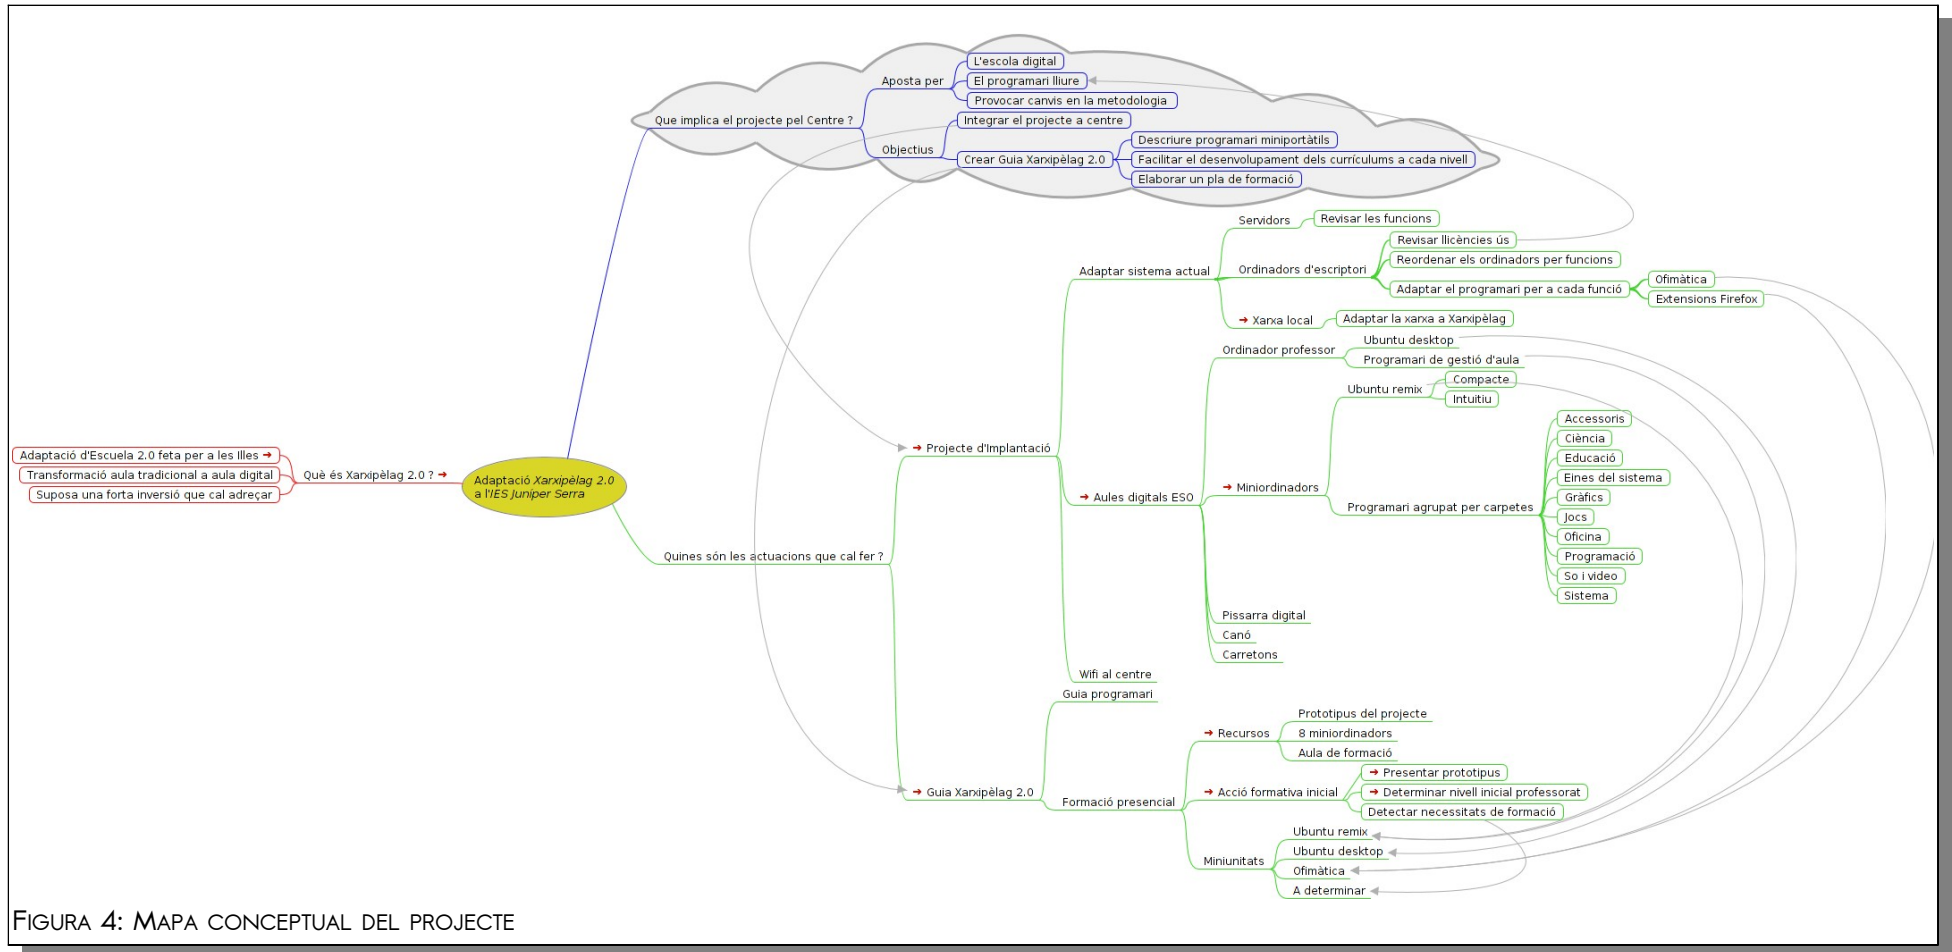 L'escola digital
Aposta per
El programari lliure
Provocar canvis en la metodologia
Que implica el projecte pel Centre ?
Integrar el projecte a centre
Objectius
Descriure programari miniportàtils
Crear Guia Xarxipèlag 2.0
Facilitar el desenvolupament dels currículums a cada nivell
Elaborar un pla de formació
Servidors
Revisar les funcions
Revisar llicències ús
Adaptar sistema actual
Ordinadors d'escriptori
Reordenar els ordinadors per funcions
Adaptar el programari per a cada funció
Ofimàtica
Extensions Firefox
Xarxa local
Adaptar la xarxa a Xarxipèlag
Ordinador professor
Ubuntu desktop
Programari de gestió d'aula
Ubuntu remix
Compacte
Intuitiu
Projecte d'Implantació
Aules digitals ESO
Miniordinadors
Programari agrupat per carpetes
Accessoris
Ciència
Educació
Eines del sistema
Gràfics
Jocs
Oficina
Programació
So i video
Sistema
Adaptació d'Escuela 2.0 feta per a les Illes
Transformació aula tradicional a aula digital
Suposa una forta inversió que cal adreçar
Què és Xarxipèlag 2.0 ?
Adaptació Xarxipèlag 2.0
a l'IES Juníper Serra
Quines són les actuacions que cal fer ?
Pissarra digital
Canó
Carretons
Wifi al centre
Guia programari
Guia Xarxipèlag 2.0
Formació presencial
Recursos
Prototipus del projecte
8 miniordinadors
Aula de formació
Acció formativa inicial
Presentar prototipus
Determinar nivell inicial professorat
Detectar necessitats de formació
Miniunitats
Ubuntu remix
Ubuntu desktop
Ofimàtica
A determinar
Figura 4: Mapa conceptual del projecte